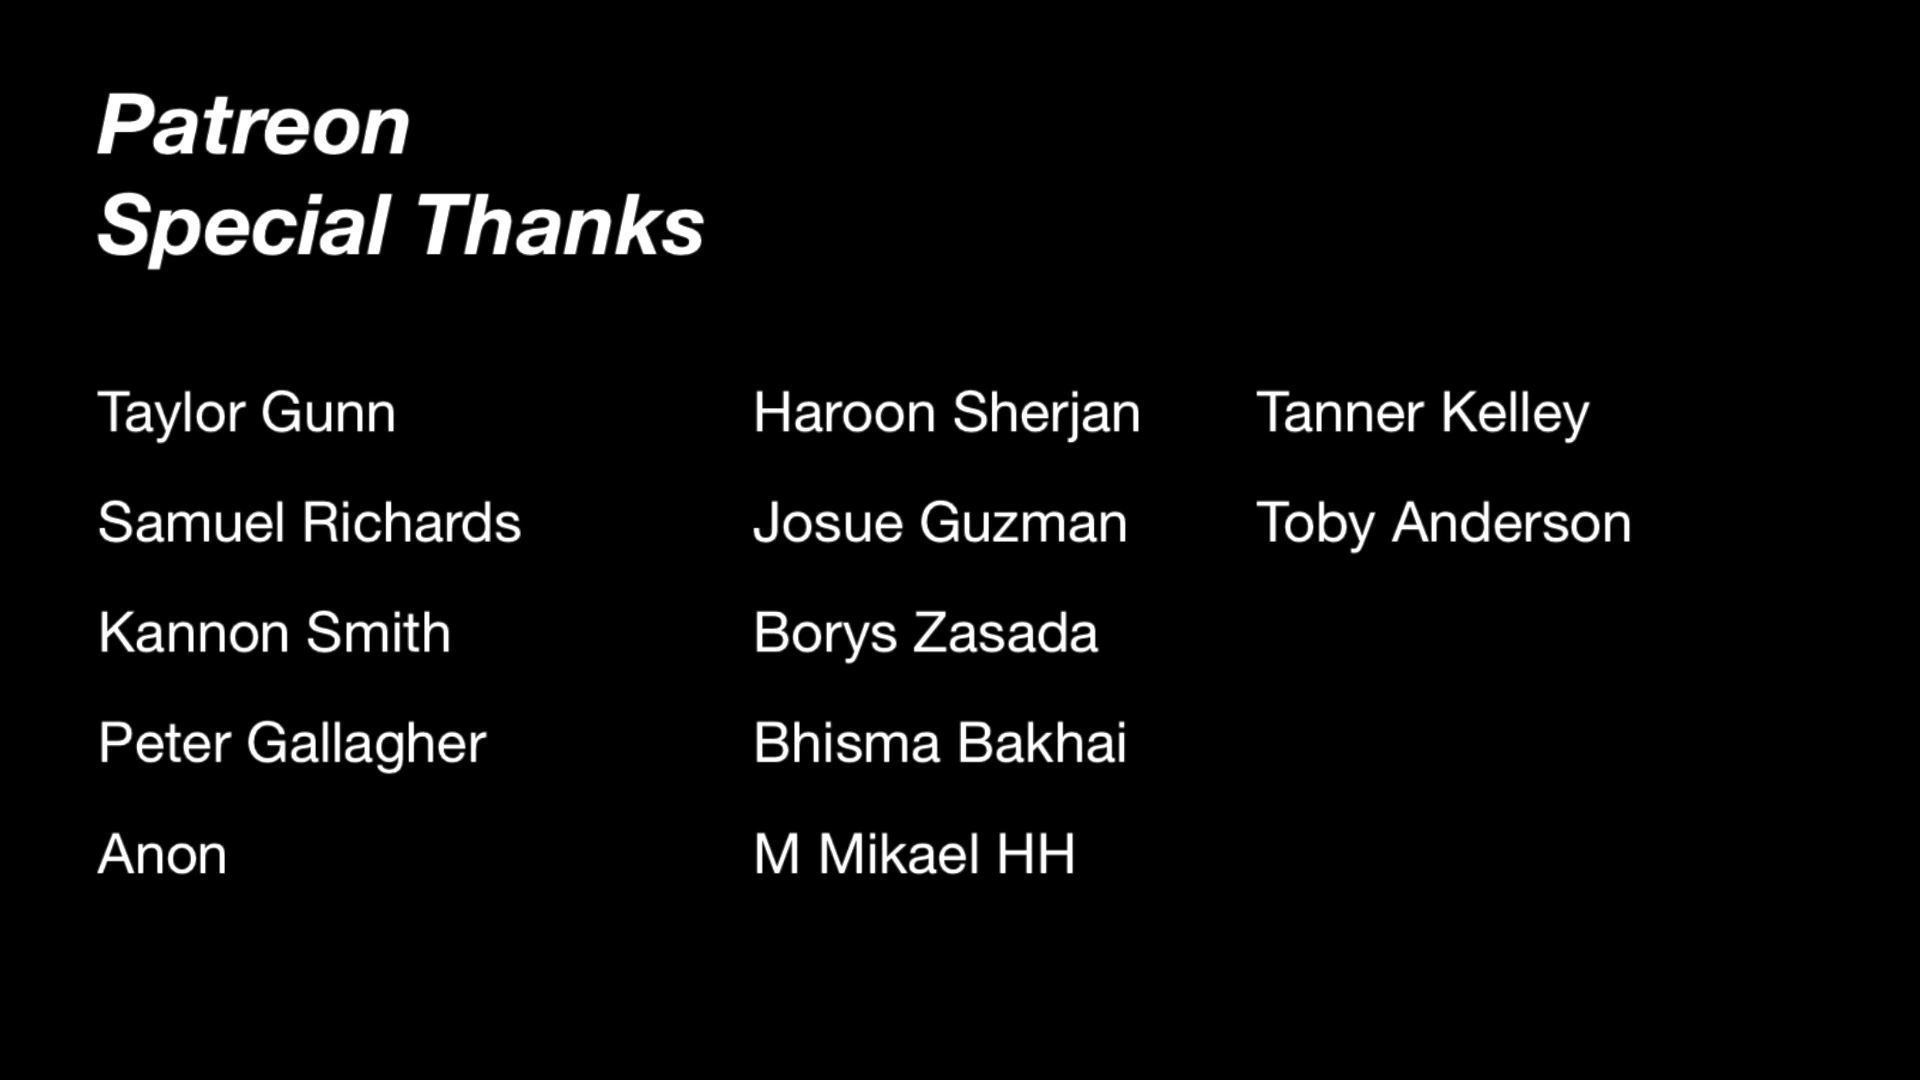 Patreon
Special Thanks
Taylor Gunn
Samuel Richards
Kannon Smith
Peter Gallagher
Anon
Haroon Sherjan
Josue Guzman
Borys Zasada
Bhisma Bakhai
M Mikael HH
Tanner Kelley
Toby Anderson